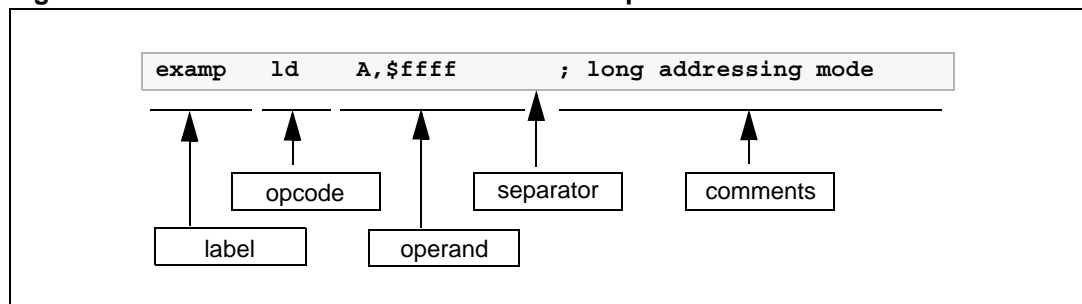 examp ld A,$ffff ; long addressing mode
opcode separator comments
label operand